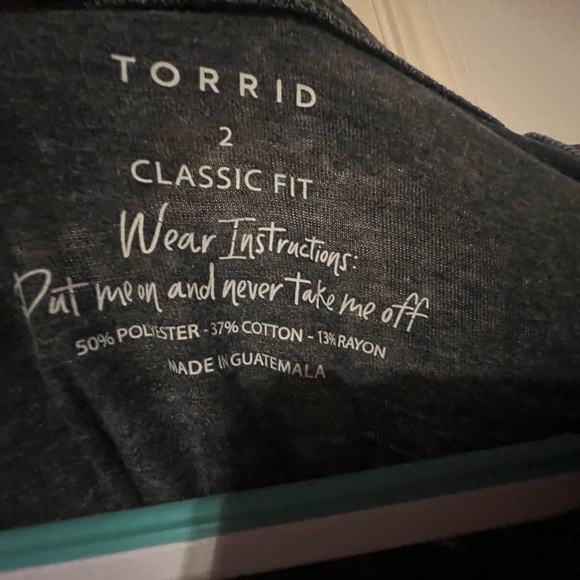 TORRID
2
CLASSIC FIT
Wear Instructions:
Put me on and never take me off
50% POLYESTER - 37% COTTON - 13% RAYON
MADE IN GUATEMALA